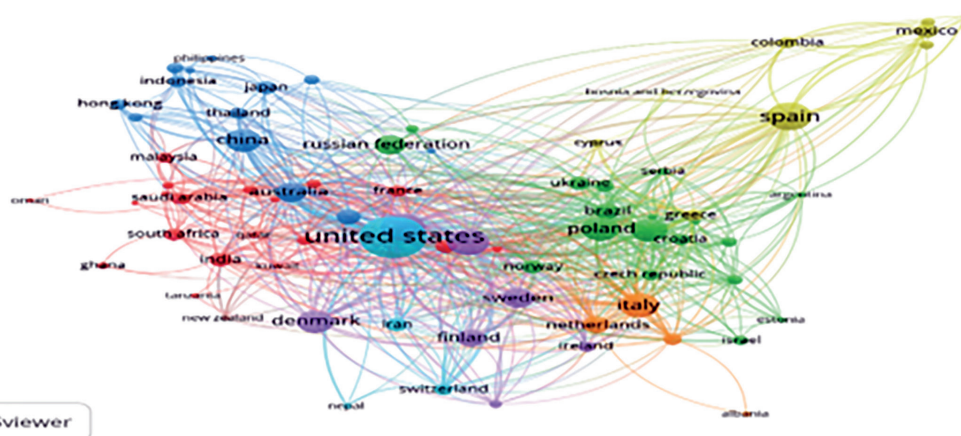 mexico
colombia
philippines
indonesia
japan
bosnia and herzegovina
hong kong
thailand
spain
china
russian federation
cyprus
malaysia
serbia
ukraine
australia
france
saudi arabia
argentina
oman
brazil
greece
poland
south africa
qatar
united states
croatia
india
ghana
kuwait
norway
czech republic
tanzania
sweden
italy
new zealand
denmark
iran
netherlands
estonia
finland
ireland
israel
switzerland
nepal
albania
sviewer